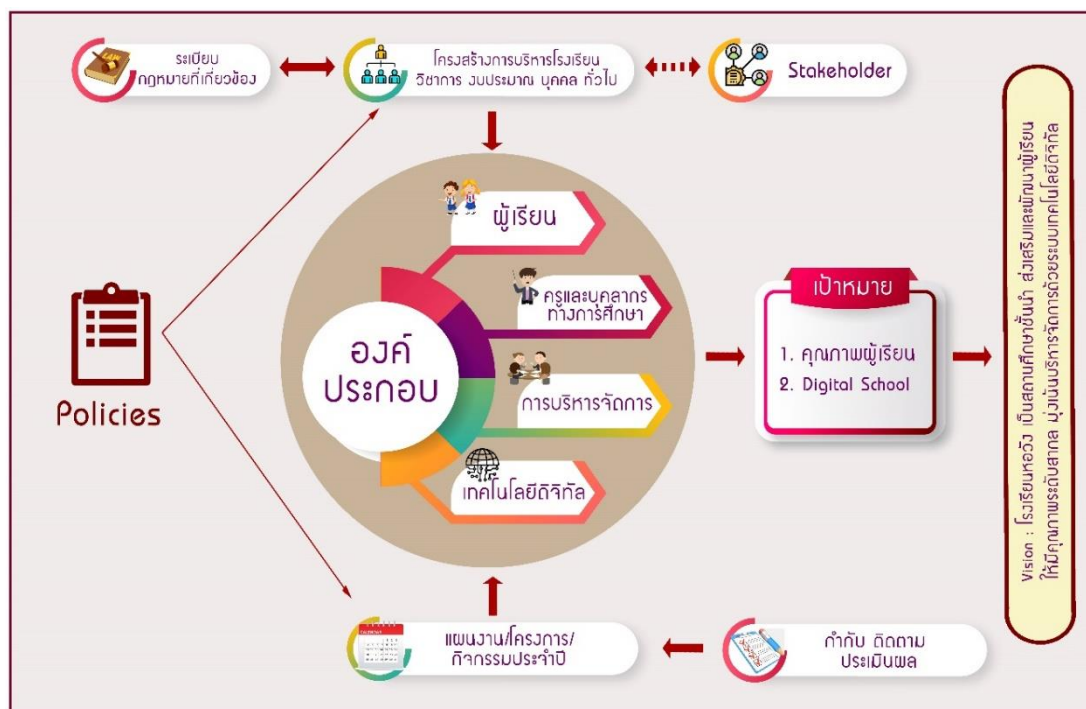 ระเบียบ
กฎหมายที่เกี่ยวข้อง
โครงสร้างการบริหารโรงเรียน
วิชาการ งบประมาณ บุคคล ทั่วไป
Stakeholder
Policies
องค์
ประกอบ
ผู้เรียน
ครูและบุคลากร
ทางการศึกษา
การบริหารจัดการ
เทคโนโลยีดิจิทัล
เป้าหมาย
1. คุณภาพผู้เรียน
2. Digital School
Vision : โรงเรียนหอวัง เป็นสถานศึกษาชั้นนำ ส่งเสริมและพัฒนาผู้เรียน
ให้มีคุณภาพระดับสากล มุ่งเน้นบริหารจัดการด้วยระบบเทคโนโลยีดิจิทัล
แผนงาน/โครงการ/
กิจกรรมประจำปี
กำกับ ติดตาม
ประเมินผล